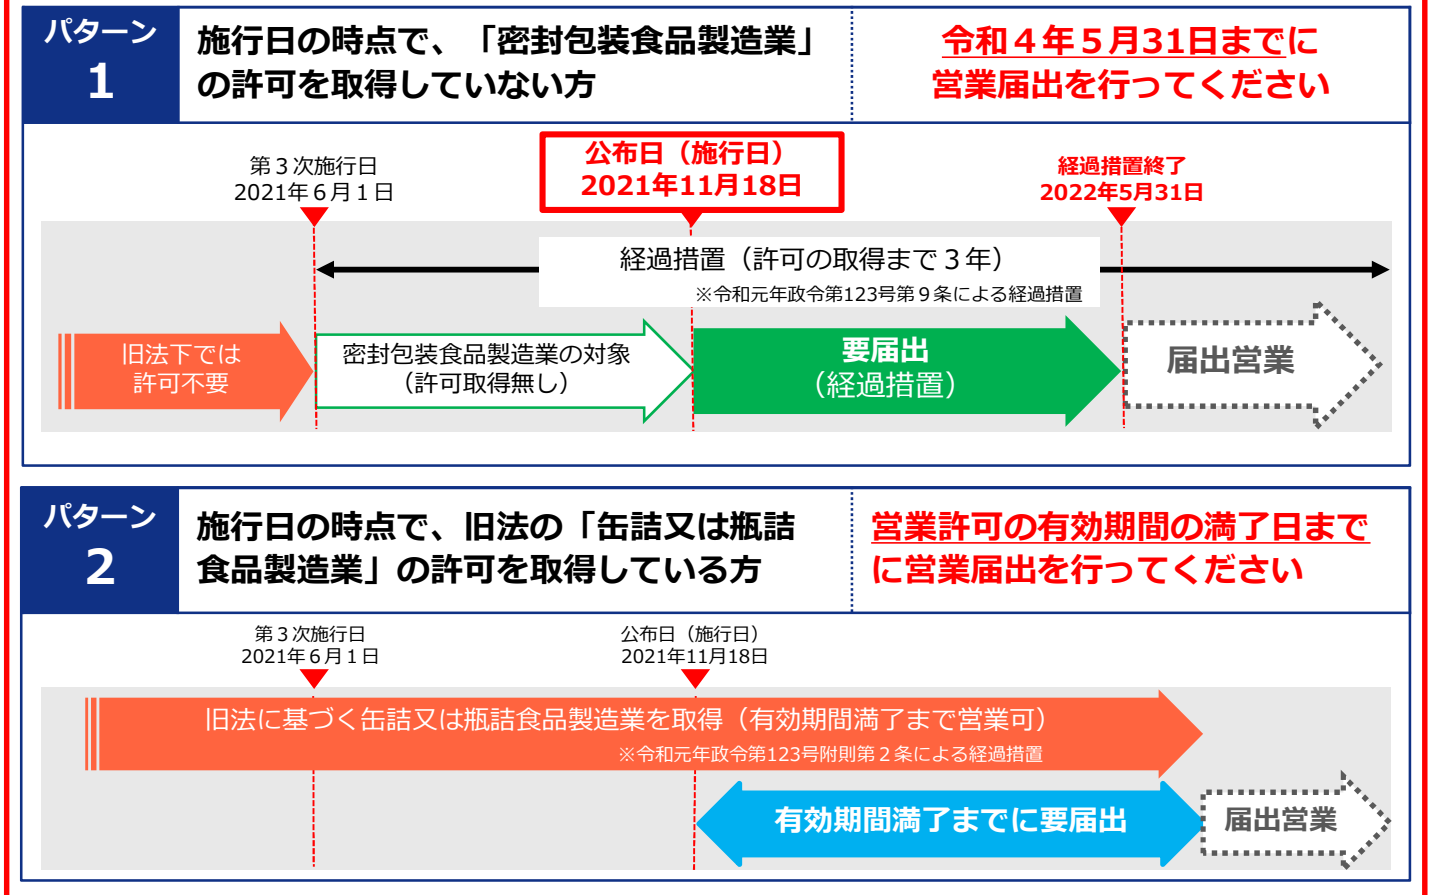 パターン
1
施行日の時点で、「密封包装食品製造業」
の許可を取得していない方
令和４年５月31日までに
営業届出を行ってください
第３次施行日
2021年６月１日
公布日（施行日）
2021年11月18日
経過措置終了
2022年5月31日
経過措置（許可の取得まで３年）
※令和元年政令第123号第９条による経過措置
旧法下では
許可不要
密封包装食品製造業の対象
（許可取得無し）
要届出
（経過措置）
届出営業
パターン
2
施行日の時点で、旧法の「缶詰又は瓶詰
食品製造業」の許可を取得している方
営業許可の有効期間の満了日まで
に営業届出を行ってください
第３次施行日
2021年６月１日
公布日（施行日）
2021年11月18日
旧法に基づく缶詰又は瓶詰食品製造業を取得（有効期間満了まで営業可）
※令和元年政令第123号附則第２条による経過措置
有効期間満了までに要届出
届出営業